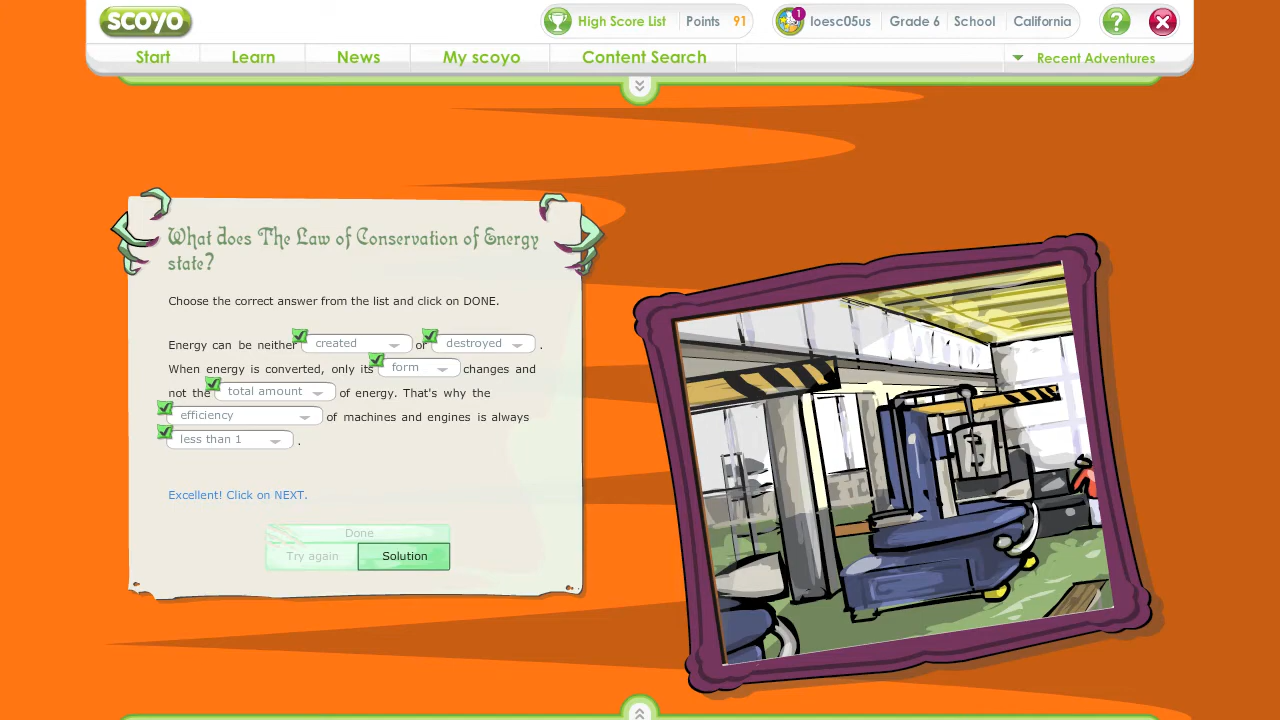 scoyo
High Score List Points 91 1 loesc05us Grade 6 School California ?
Start Learn News My scoyo Content Search Recent Adventures
What does The Law of Conservation of Energy
state?
Choose the correct answer from the list and click on DONE.
Energy can be neither created or destroyed .
When energy is converted, only its form changes and
not the total amount of energy. That's why the
efficiency of machines and engines is always
less than 1 .
Excellent! Click on NEXT.
Done
Try again Solution